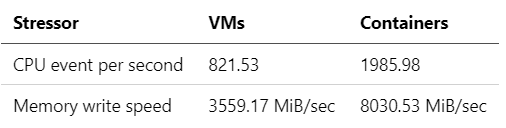 Stressor VMs Containers
CPU event per second 821.53 1985.98
Memory write speed 3559.17 MiB/sec 8030.53 MiB/sec